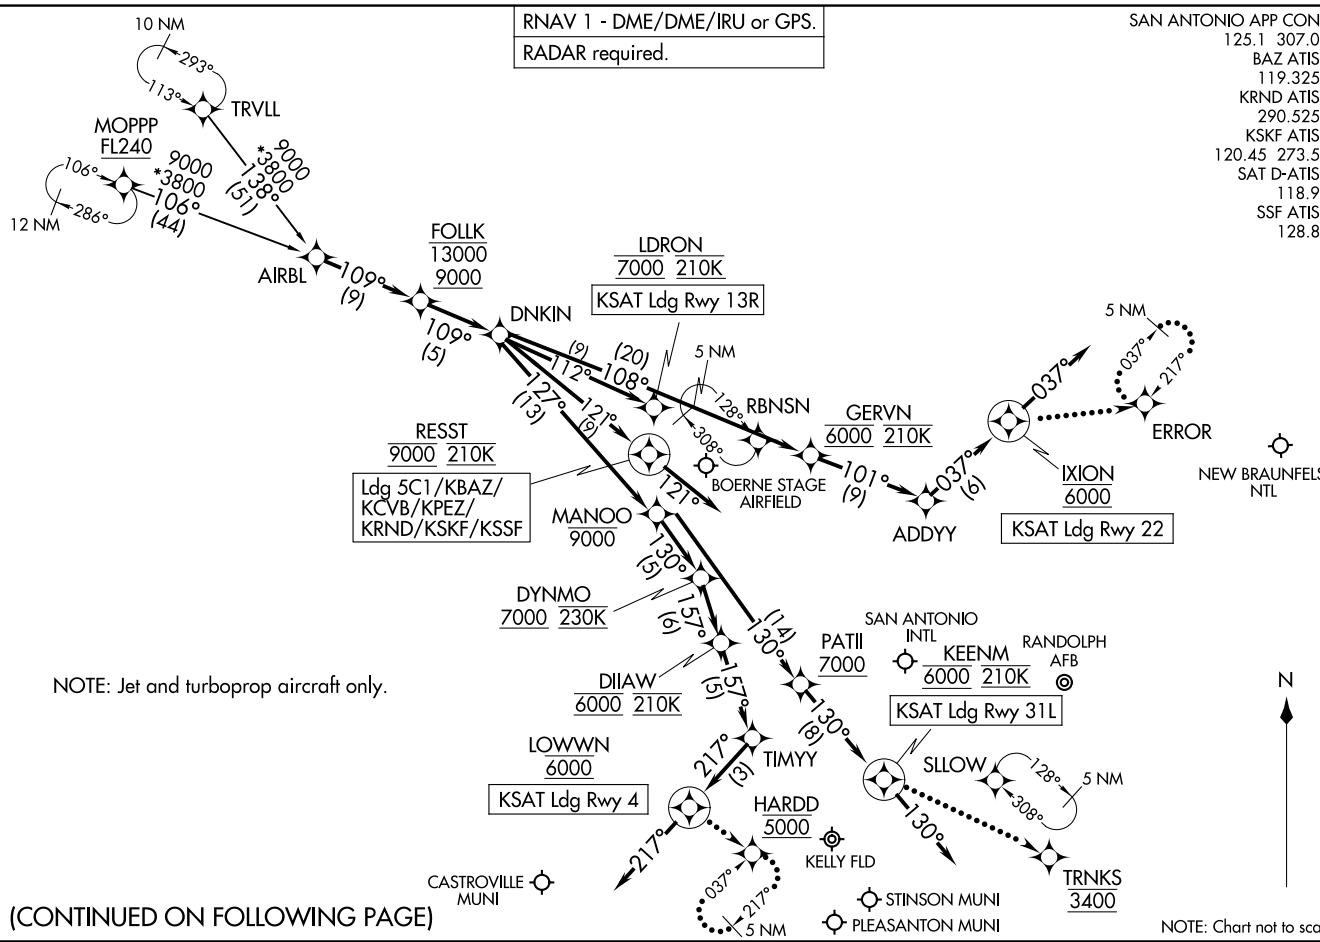 RNAV 1 - DME/DME/IRU or GPS.
RADAR required.
SAN ANTONIO APP CON
125.1 307.0
BAZ ATIS
119.325
KRND ATIS
290.525
KSKF ATIS
120.45 273.5
SAT D-ATIS
118.9
SSF ATIS
128.8
10 NM
293°
113°
TRVLL
MOPPP
FL240
106°
286°
12 NM
9000
*3800
106°
(44)
9000
*3800
138°
(51)
AIRBL
109°
(9)
FOLLK
13000
9000
109°
(5)
DNKIN
LDRON
7000 210K
KSAT Ldg Rwy 13R
(9)
112°
(20)
108°
5 NM
128°
308°
RBNSN
GERVN
6000 210K
101°
(9)
ADDYY
037°
(6)
037°
IXION
6000
KSAT Ldg Rwy 22
5 NM
037°
217°
ERROR
NEW BRAUNFELS
NTL
127°
(13)
121°
(9)
RESST
9000 210K
Ldg 5C1/KBAZ/
KCVB/KPEZ/
KRND/KSKF/KSSF
121°
BOERNE STAGE
AIRFIELD
MANOO
9000
130°
(5)
DYNMO
7000 230K
157°
(6)
DIIAW
6000 210K
157°
(5)
(14)
130°
PATII
7000
130°
(8)
SAN ANTONIO
INTL
KEENM
6000 210K
KSAT Ldg Rwy 31L
RANDOLPH
AFB
N
NOTE: Jet and turboprop aircraft only.
TIMYY
217°
(3)
LOWWN
6000
KSAT Ldg Rwy 4
217°
HARDD
5000
037°
217°
5 NM
KELLY FLD
130°
SLLOW
128°
308°
5 NM
TRNKS
3400
CASTROVILLE
MUNI
STINSON MUNI
PLEASANTON MUNI
(CONTINUED ON FOLLOWING PAGE)
NOTE: Chart not to sca